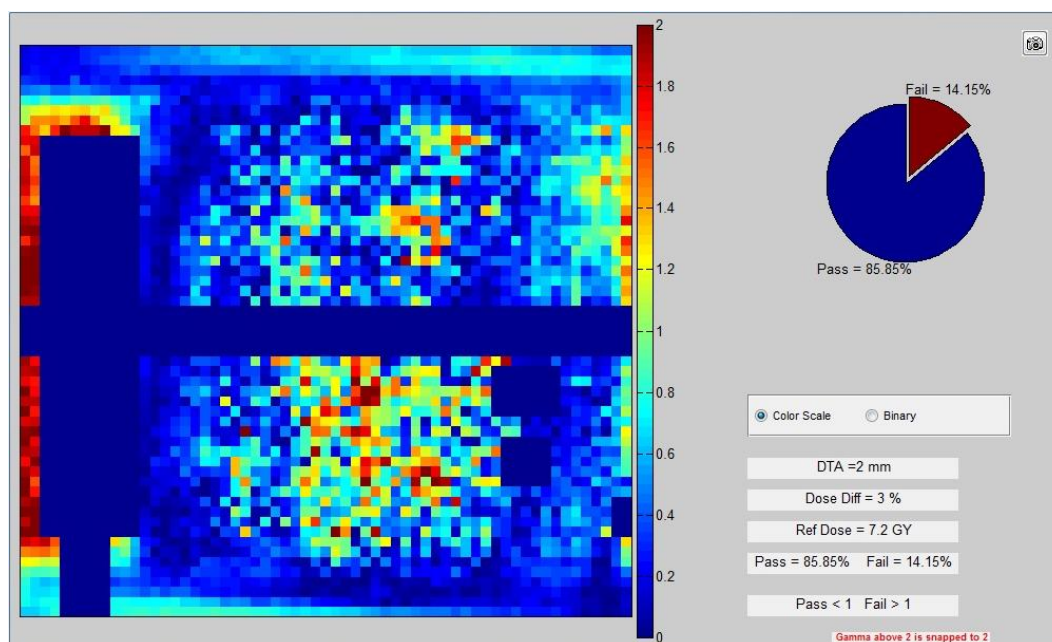 2
1.8
1.6
1.4
1.2
1
0.8
0.6
0.4
0.2
0
Fail = 14.15%
Pass = 85.85%
Color Scale Binary
DTA =2 mm
Dose Diff = 3 %
Ref Dose = 7.2 GY
Pass = 85.85% Fail = 14.15%
Pass < 1 Fail > 1
Gamma above 2 is snapped to 2